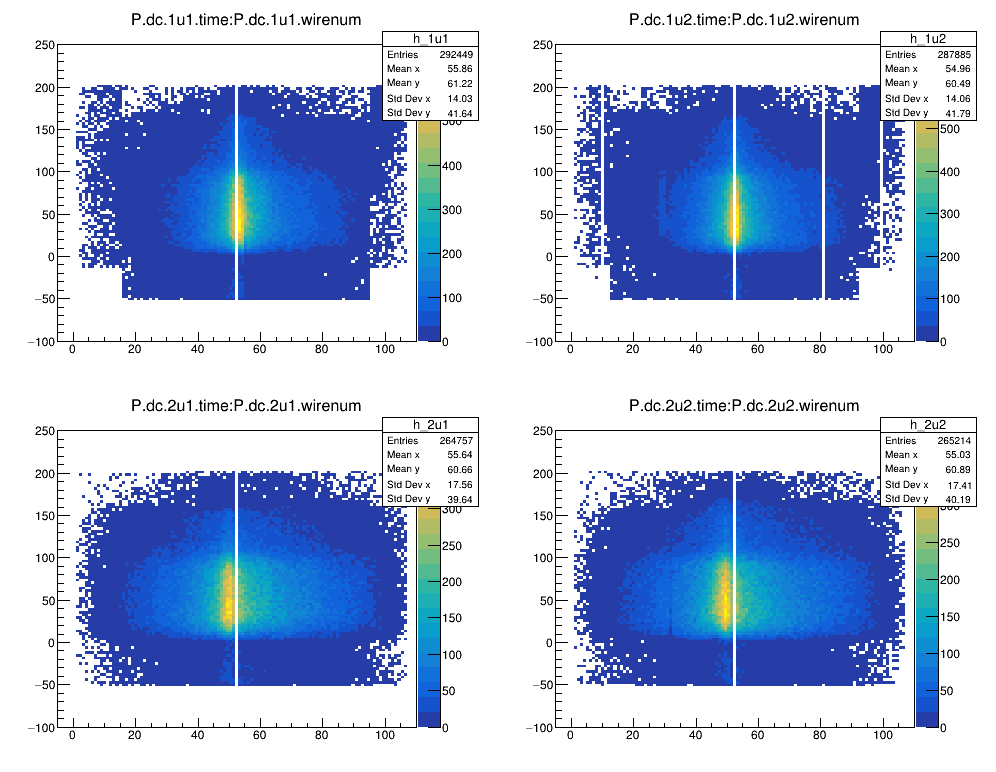 P.dc.1u1.time:P.dc.1u1.wirenum
h_1u1
Entries 292449
Mean x 55.86
Mean y 61.22
Std Dev x 14.03
Std Dev y 41.64
250
200
150
100
50
0
−50
−100
0 20 40 60 80 100
400
300
200
100
0
P.dc.1u2.time:P.dc.1u2.wirenum
h_1u2
Entries 287885
Mean x 54.96
Mean y 60.49
Std Dev x 14.06
Std Dev y 41.79
250
200
150
100
50
0
−50
−100
0 20 40 60 80 100
500
400
300
200
100
0
P.dc.2u1.time:P.dc.2u1.wirenum
h_2u1
Entries 264757
Mean x 55.64
Mean y 60.66
Std Dev x 17.56
Std Dev y 39.64
250
200
150
100
50
0
−50
−100
0 20 40 60 80 100
300
250
200
150
100
50
0
P.dc.2u2.time:P.dc.2u2.wirenum
h_2u2
Entries 265214
Mean x 55.03
Mean y 60.89
Std Dev x 17.41
Std Dev y 40.19
250
200
150
100
50
0
−50
−100
0 20 40 60 80 100
250
200
150
100
50
0